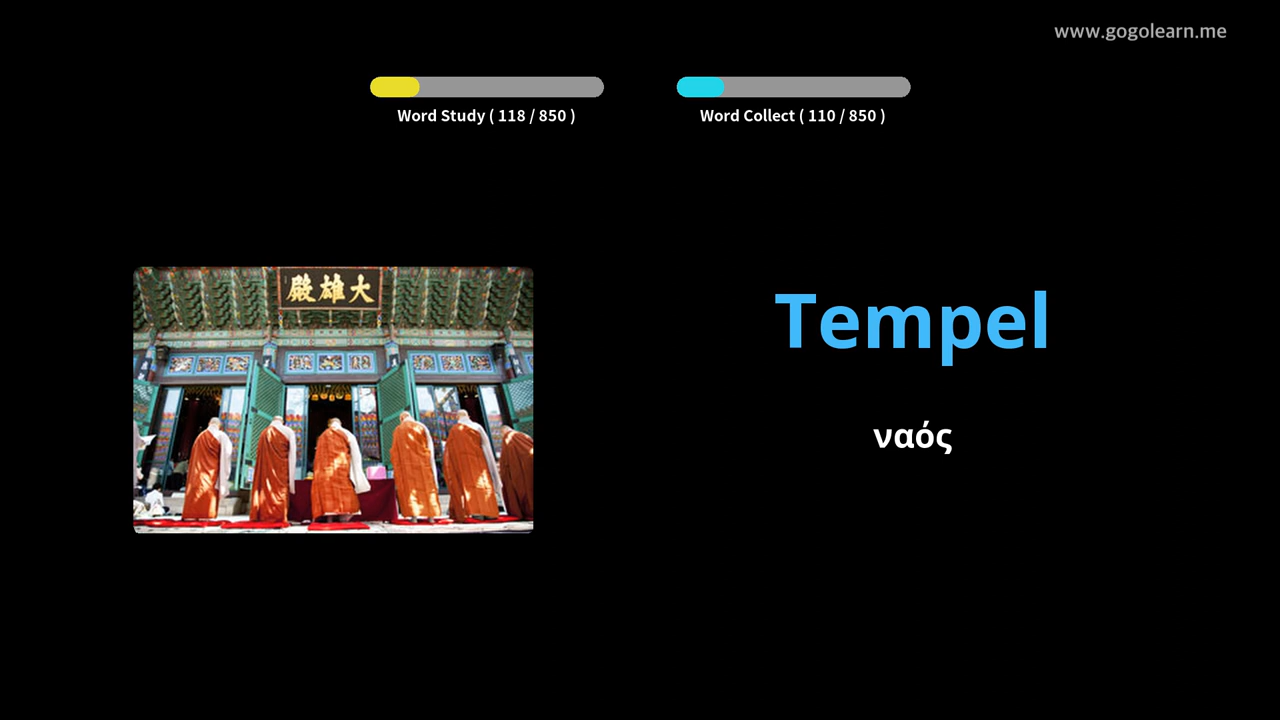 www.gogolearn.me
Word Study ( 118 / 850 )
Word Collect ( 110 / 850 )
殿雄大
Tempel
ναός